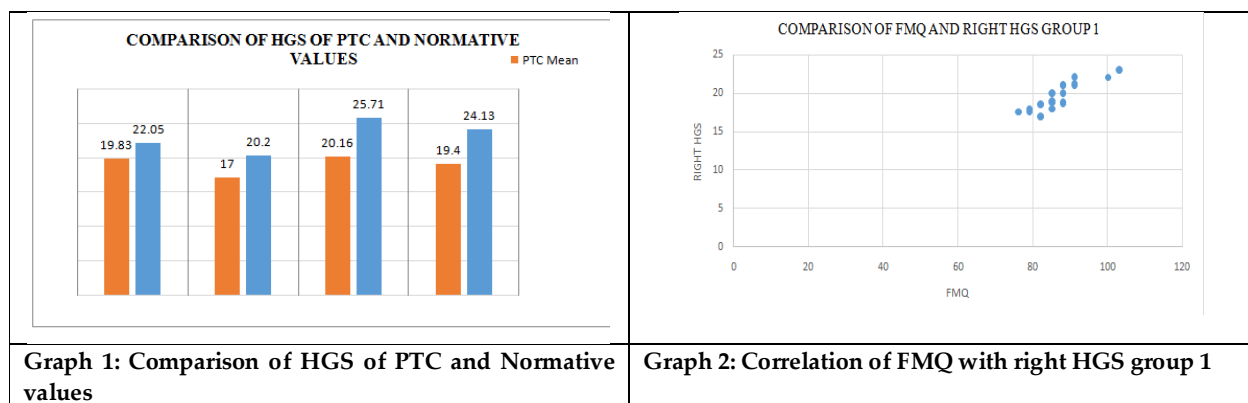 COMPARISON OF HGS OF PTC AND NORMATIVE
VALUES
PTC Mean
19.83
22.05
17
20.2
20.16
25.71
19.4
24.13
Graph 1: Comparison of HGS of PTC and Normative
values
COMPARISON OF FMQ AND RIGHT HGS GROUP 1
RIGHT HGS
25
20
15
10
5
0
0 20 40 60 80 100 120
FMQ
Graph 2: Correlation of FMQ with right HGS group 1